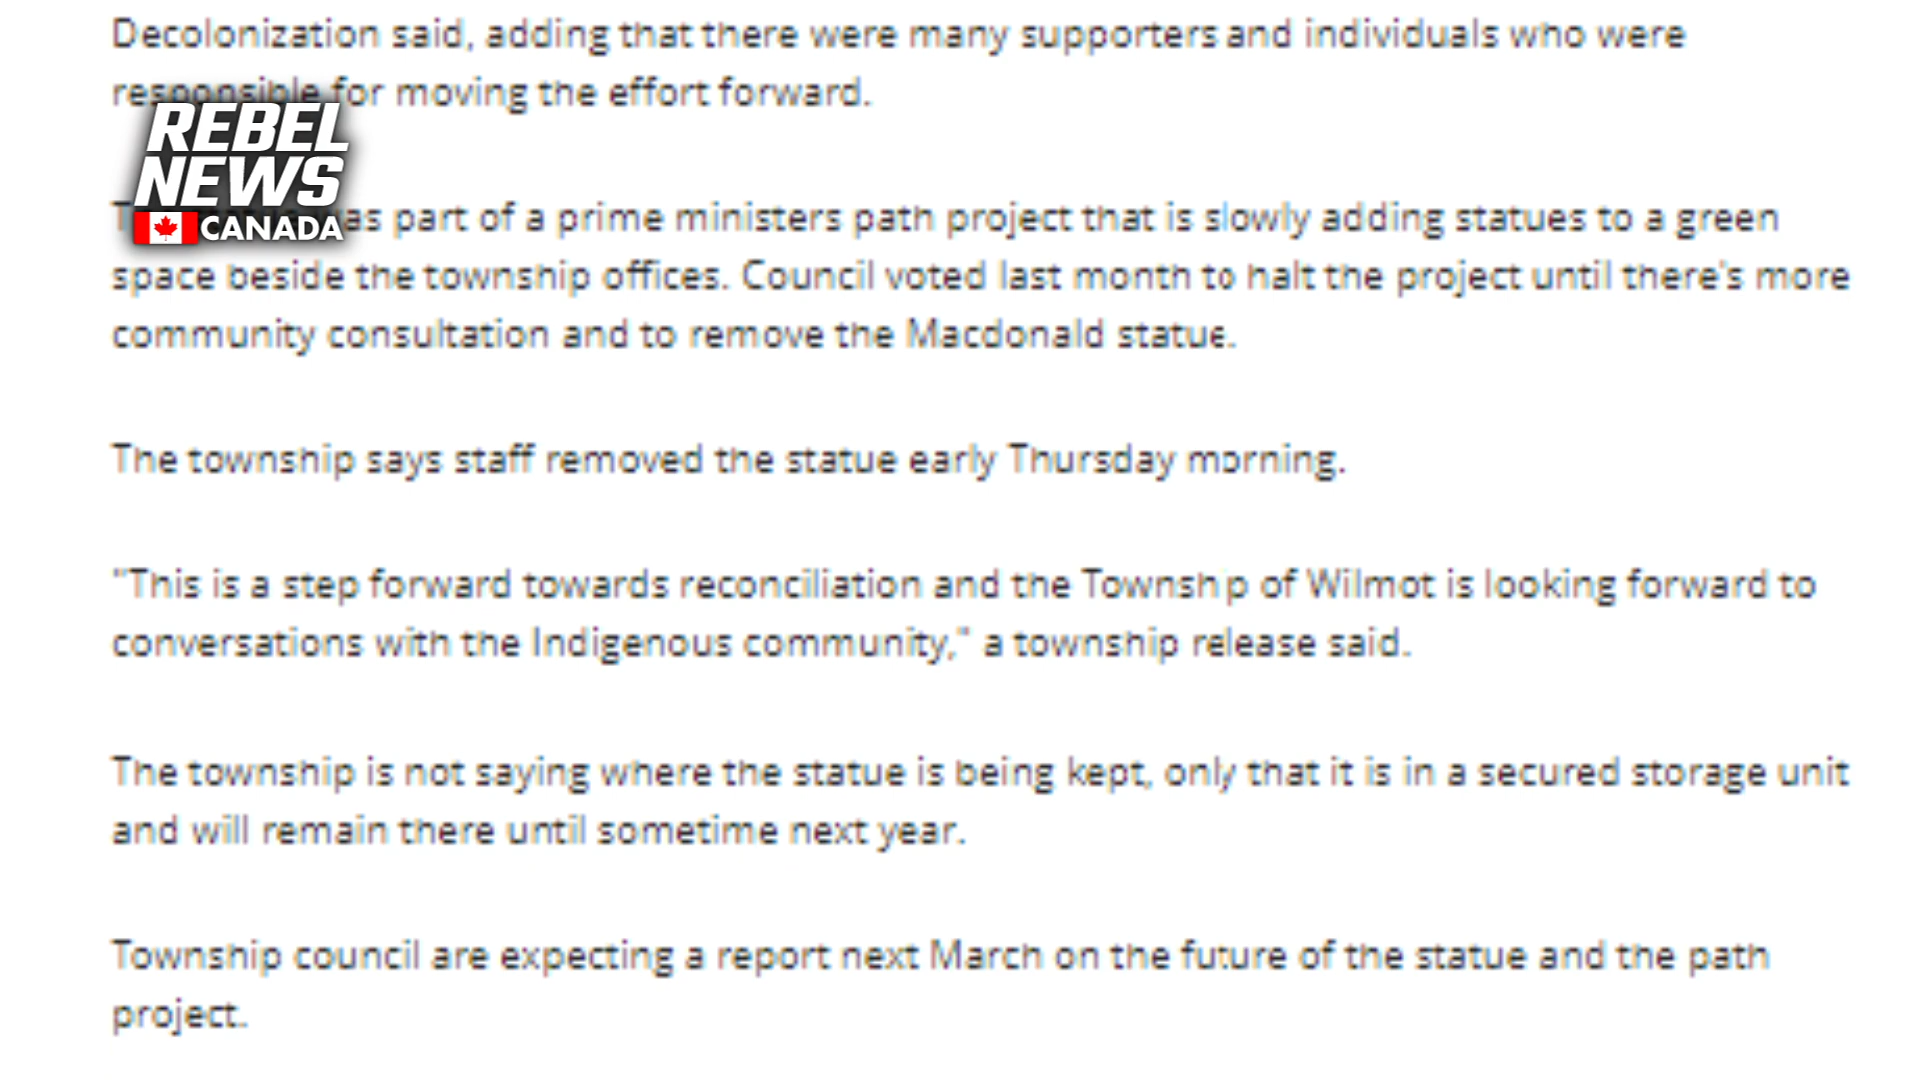 Decolonization said, adding that there were many supporters and individuals who were
responsible for moving the effort forward.
REBEL
NEWS
CANADA
was part of a prime ministers path project that is slowly adding statues to a green
space beside the township offices. Council voted last month to halt the project until there's more
community consultation and to remove the Macdonald statue.
The township says staff removed the statue early Thursday morning.
"This is a step forward towards reconciliation and the Township of Wilmot is looking forward to
conversations with the Indigenous community," a township release said.
The township is not saying where the statue is being kept, only that it is in a secured storage unit
and will remain there until sometime next year.
Township council are expecting a report next March on the future of the statue and the path
project.